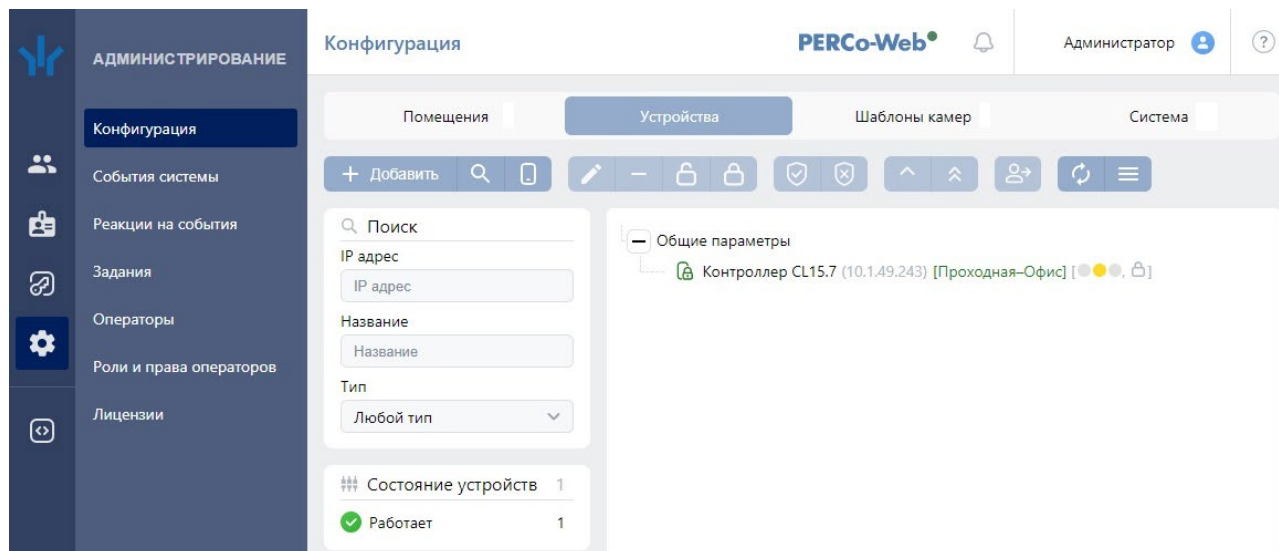 АДМИНИСТРИРОВАНИЕ
Конфигурация
События системы
Реакции на события
Задания
Операторы
Роли и права операторов
Лицензии
Конфигурация
PERCo-Web
Администратор
?
Помещения
Устройства
Шаблоны камер
Система
+ Добавить
Поиск
IP адрес
IP адрес
Название
Название
Тип
Любой тип
Состояние устройств 1
Работает 1
Общие параметры
Контроллер CL15.7 (10.1.49.243) [Проходная–Офис] [ , ]